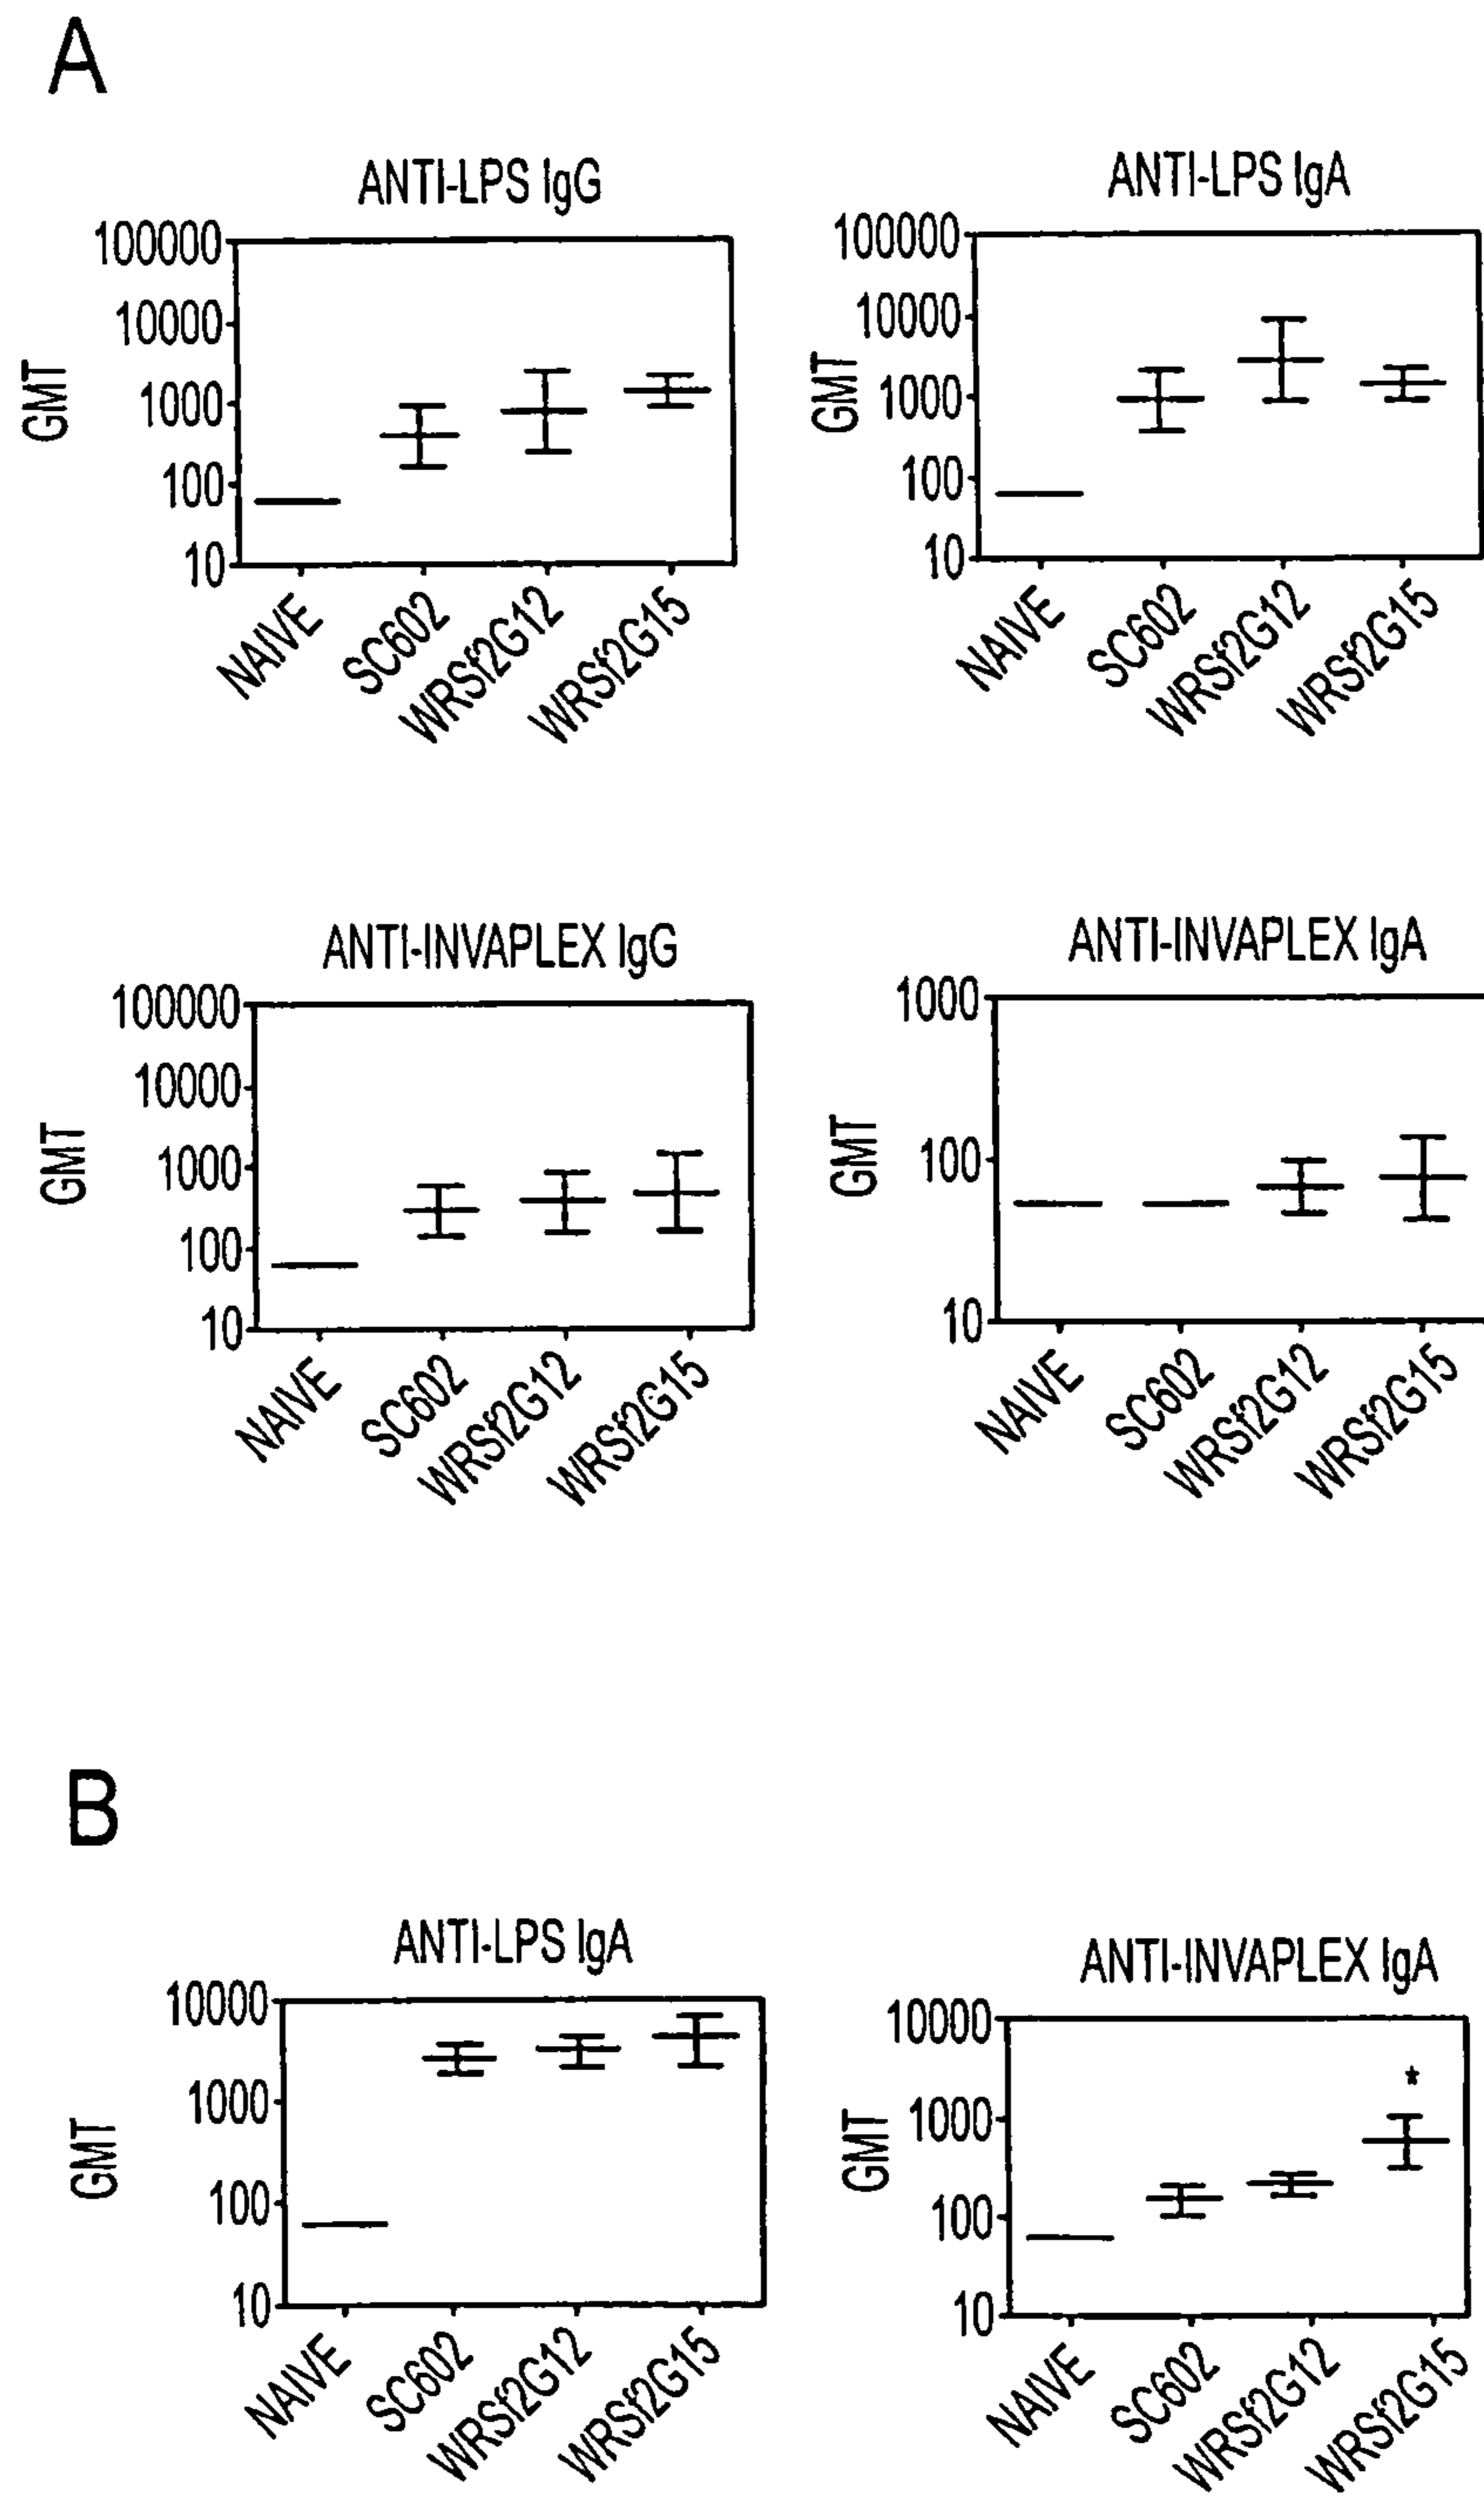 A
ANTI-LPS IgG
100000
10000
1000
100
10
GMT
NAIVE
SC602
WRSf2G12
WRSf2G15
ANTI-LPS IgA
100000
10000
1000
100
10
GMT
NAIVE
SC602
WRSf2G12
WRSf2G15
ANTI-INVAPLEX IgG
100000
10000
1000
100
10
GMT
NAIVE
SC602
WRSf2G12
WRSf2G15
ANTI-INVAPLEX IgA
1000
100
10
GMT
NAIVE
SC602
WRSf2G12
WRSf2G15
B
ANTI-LPS IgA
10000
1000
100
10
GMT
NAIVE
SC602
WRSf2G12
WRSf2G15
ANTI-INVAPLEX IgA
10000
*
1000
100
10
GMT
NAIVE
SC602
WRSf2G12
WRSf2G15